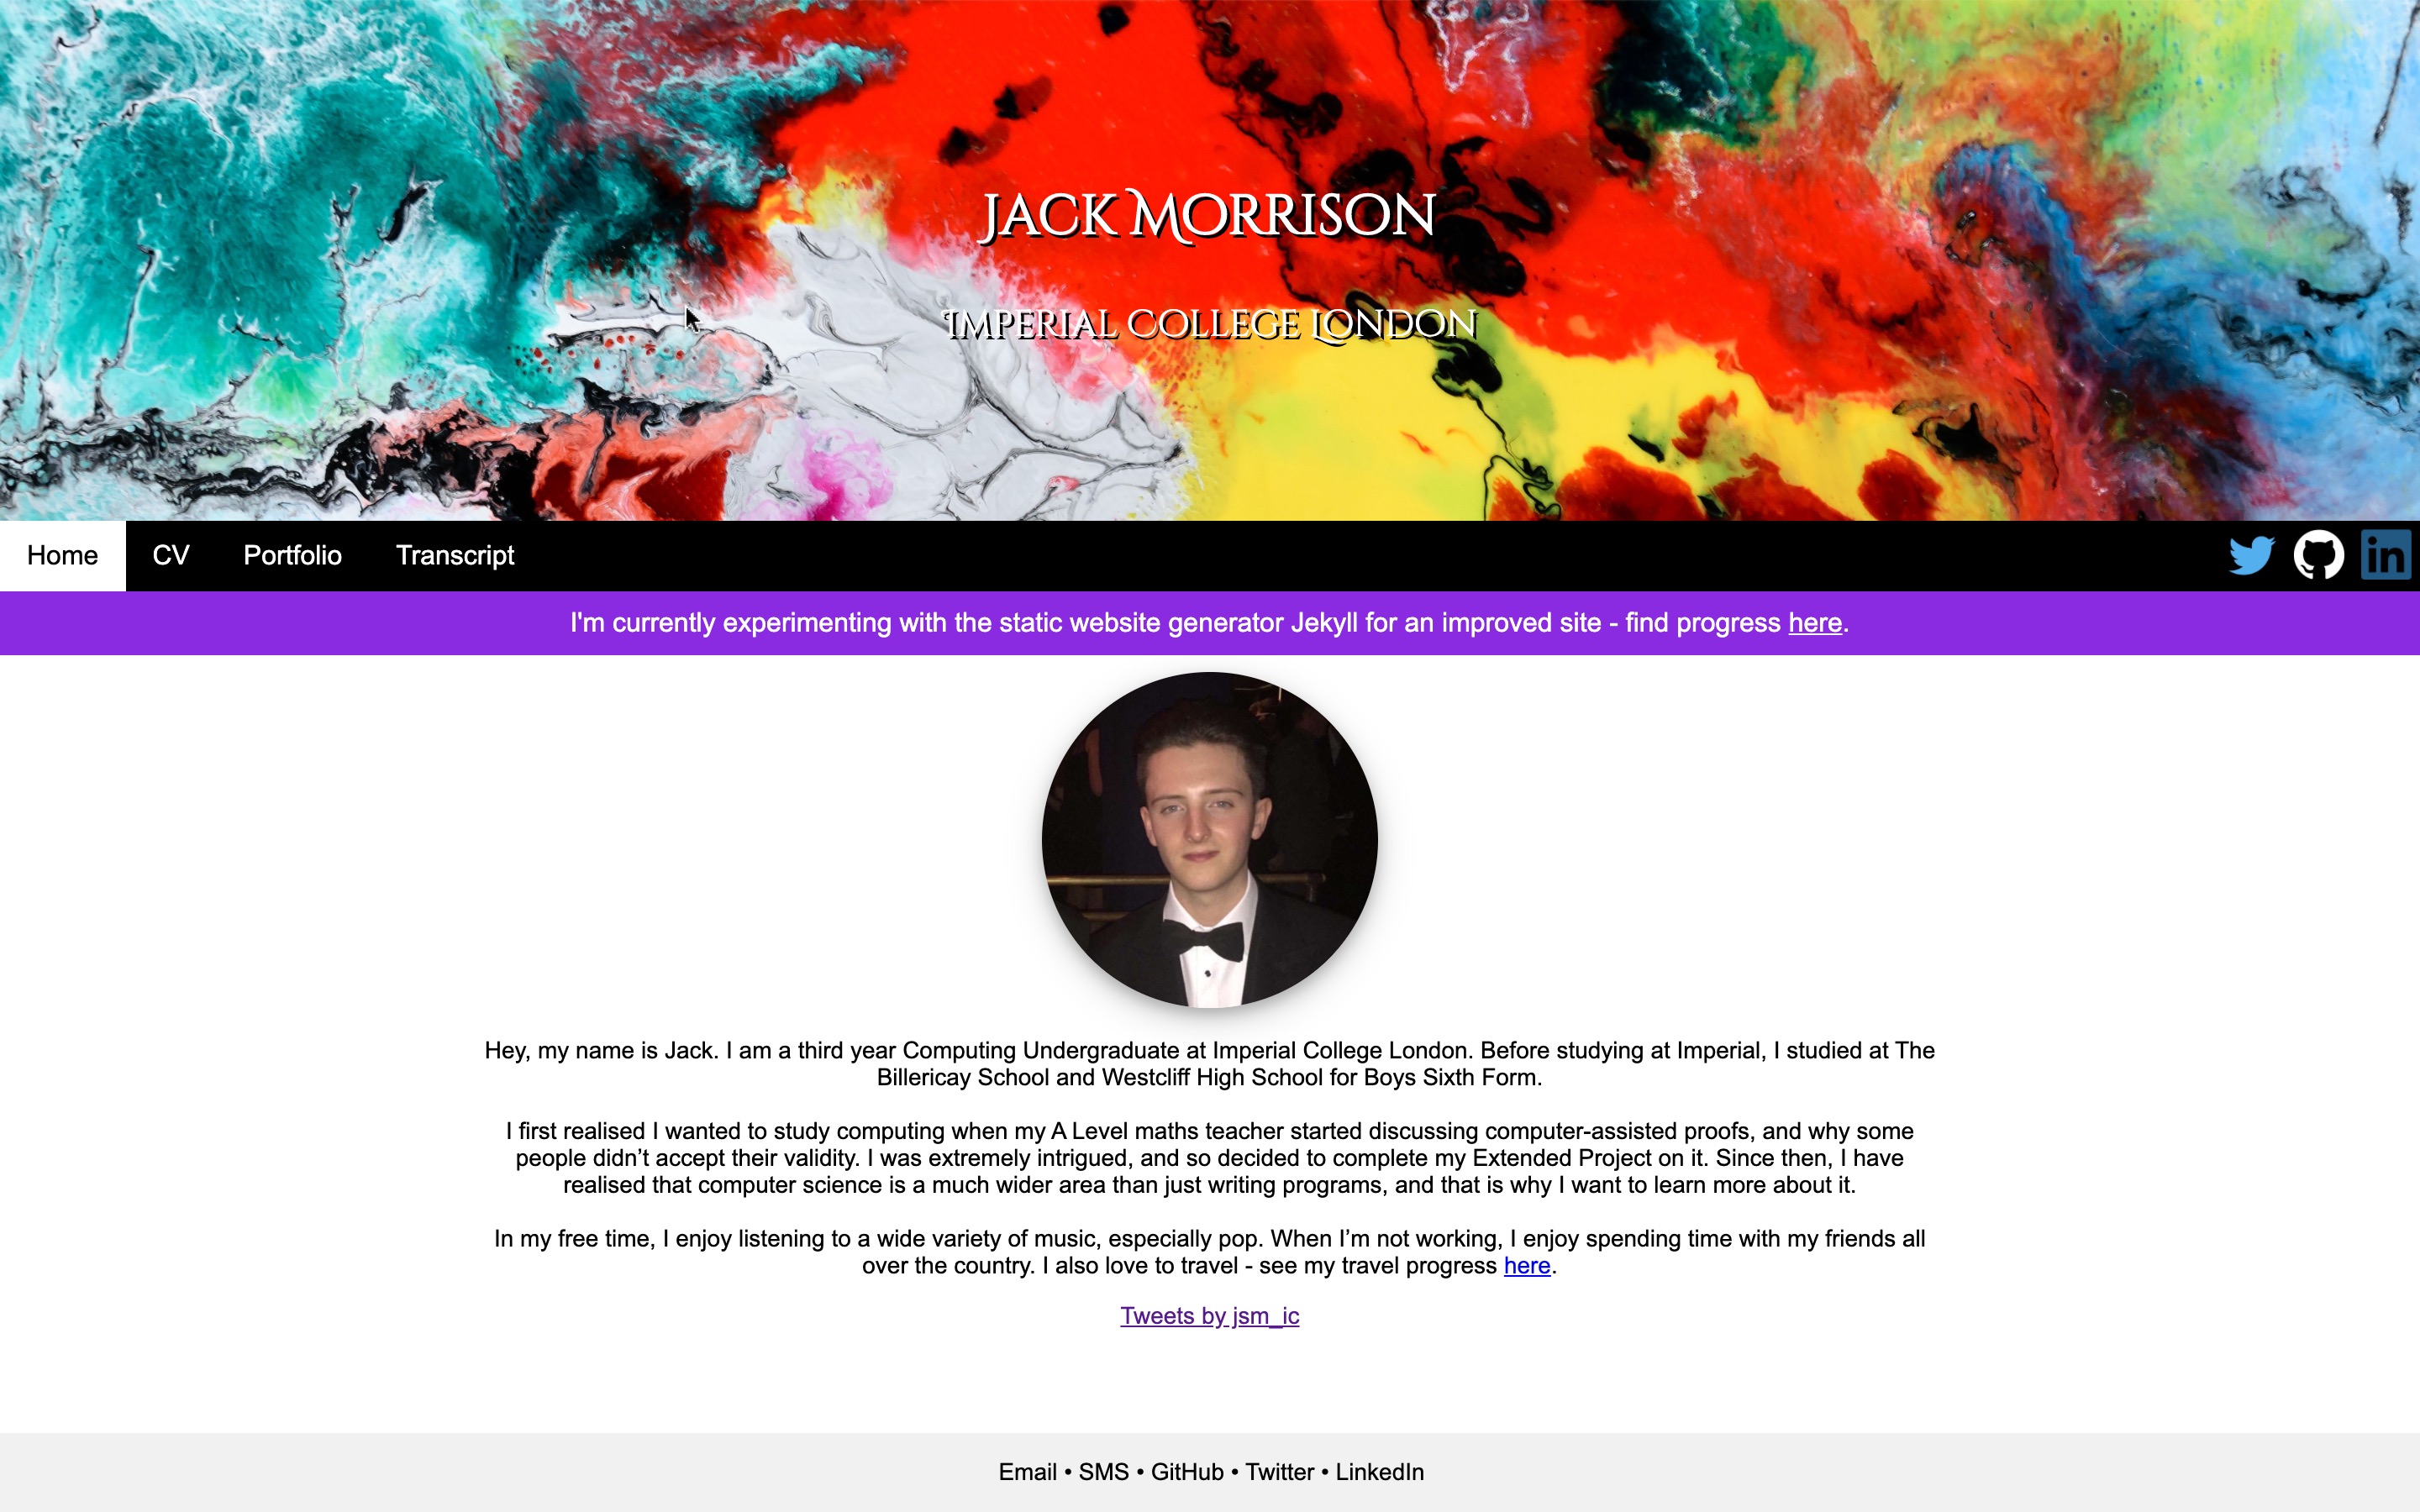 Jack Morrison
Imperial College London
Home CV Portfolio Transcript
in
I'm currently experimenting with the static website generator Jekyll for an improved site - find progress here.
Hey, my name is Jack. I am a third year Computing Undergraduate at Imperial College London. Before studying at Imperial, I studied at The
Billericay School and Westcliff High School for Boys Sixth Form.
I first realised I wanted to study computing when my A Level maths teacher started discussing computer-assisted proofs, and why some
people didn’t accept their validity. I was extremely intrigued, and so decided to complete my Extended Project on it. Since then, I have
realised that computer science is a much wider area than just writing programs, and that is why I want to learn more about it.
In my free time, I enjoy listening to a wide variety of music, especially pop. When I’m not working, I enjoy spending time with my friends all
over the country. I also love to travel - see my travel progress here.
Tweets by jsm_ic
Email • SMS • GitHub • Twitter • LinkedIn